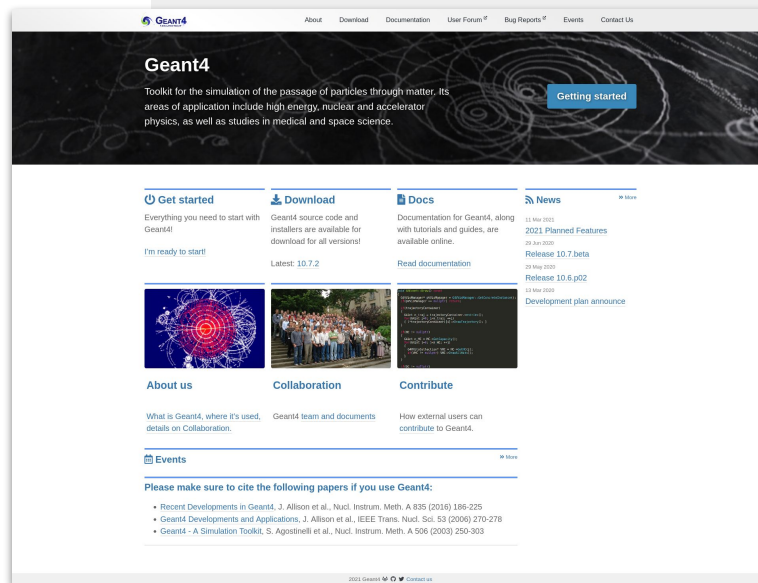 GEANT4
About Download Documentation User Forum Bug Reports Events Contact Us
Geant4
Toolkit for the simulation of the passage of particles through matter. Its
areas of application include high energy, nuclear and accelerator
physics, as well as studies in medical and space science.
Getting started
Get started
Everything you need to start with
Geant4!
I'm ready to start!
Download
Geant4 source code and
installers are available for
download for all versions!
Latest: 10.7.2
Docs
Documentation for Geant4, along
with tutorials and guides, are
available online.
Read documentation
News
» More
11 Mar 2021
2021 Planned Features
Release 10.7.beta
29 May 2020
Release 10.6.p02
13 Mar 2020
Development plan announce
About us
What is Geant4, where it's used,
details on Collaboration.
Collaboration
Geant4 team and documents
Contribute
How external users can
contribute to Geant4.
Events
» More
Please make sure to cite the following papers if you use Geant4:
• Recent Developments in Geant4, J. Allison et al., Nucl. Instrum. Meth. A 835 (2016) 186-225
• Geant4 Developments and Applications, J. Allison et al., IEEE Trans. Nucl. Sci. 53 (2006) 270-278
• Geant4 - A Simulation Toolkit, S. Agostinelli et al., Nucl. Instrum. Meth. A 506 (2003) 250-303
2021 Geant4 Contact us